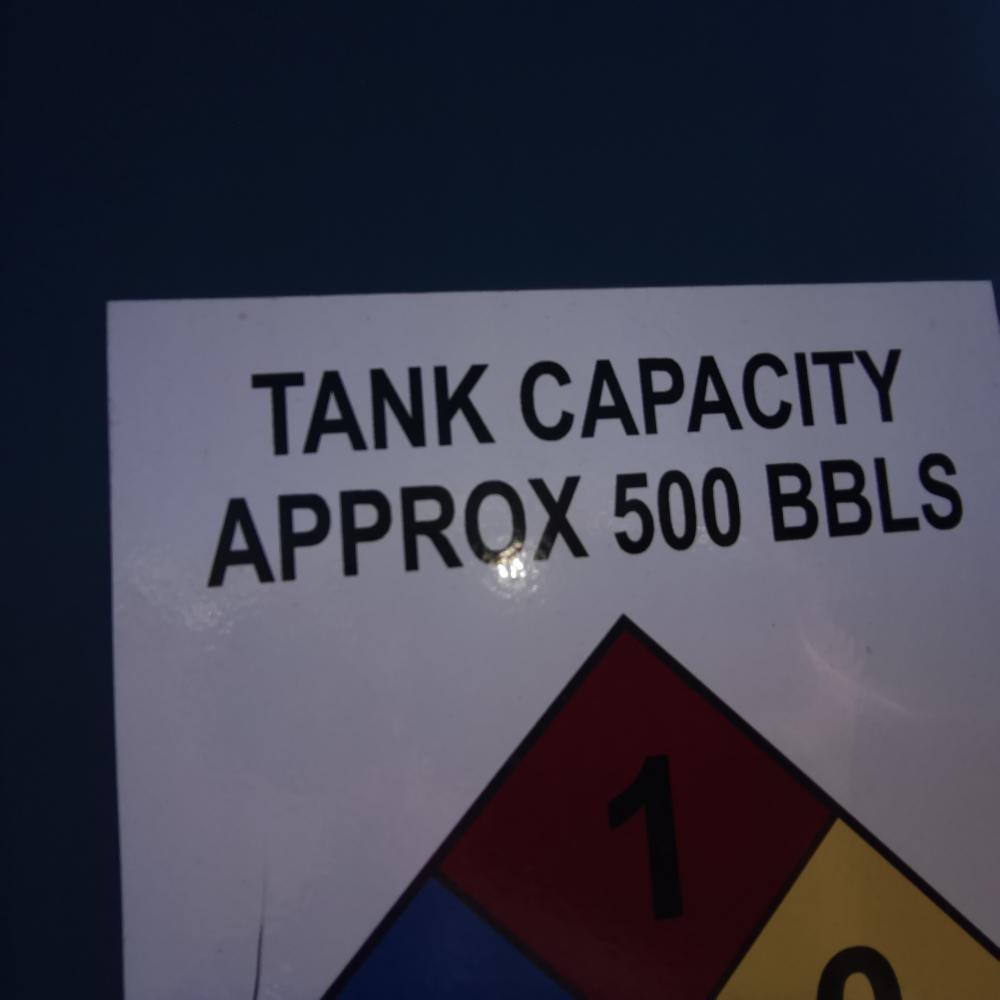 TANK CAPACITY
APPROX 500 BBLS
1